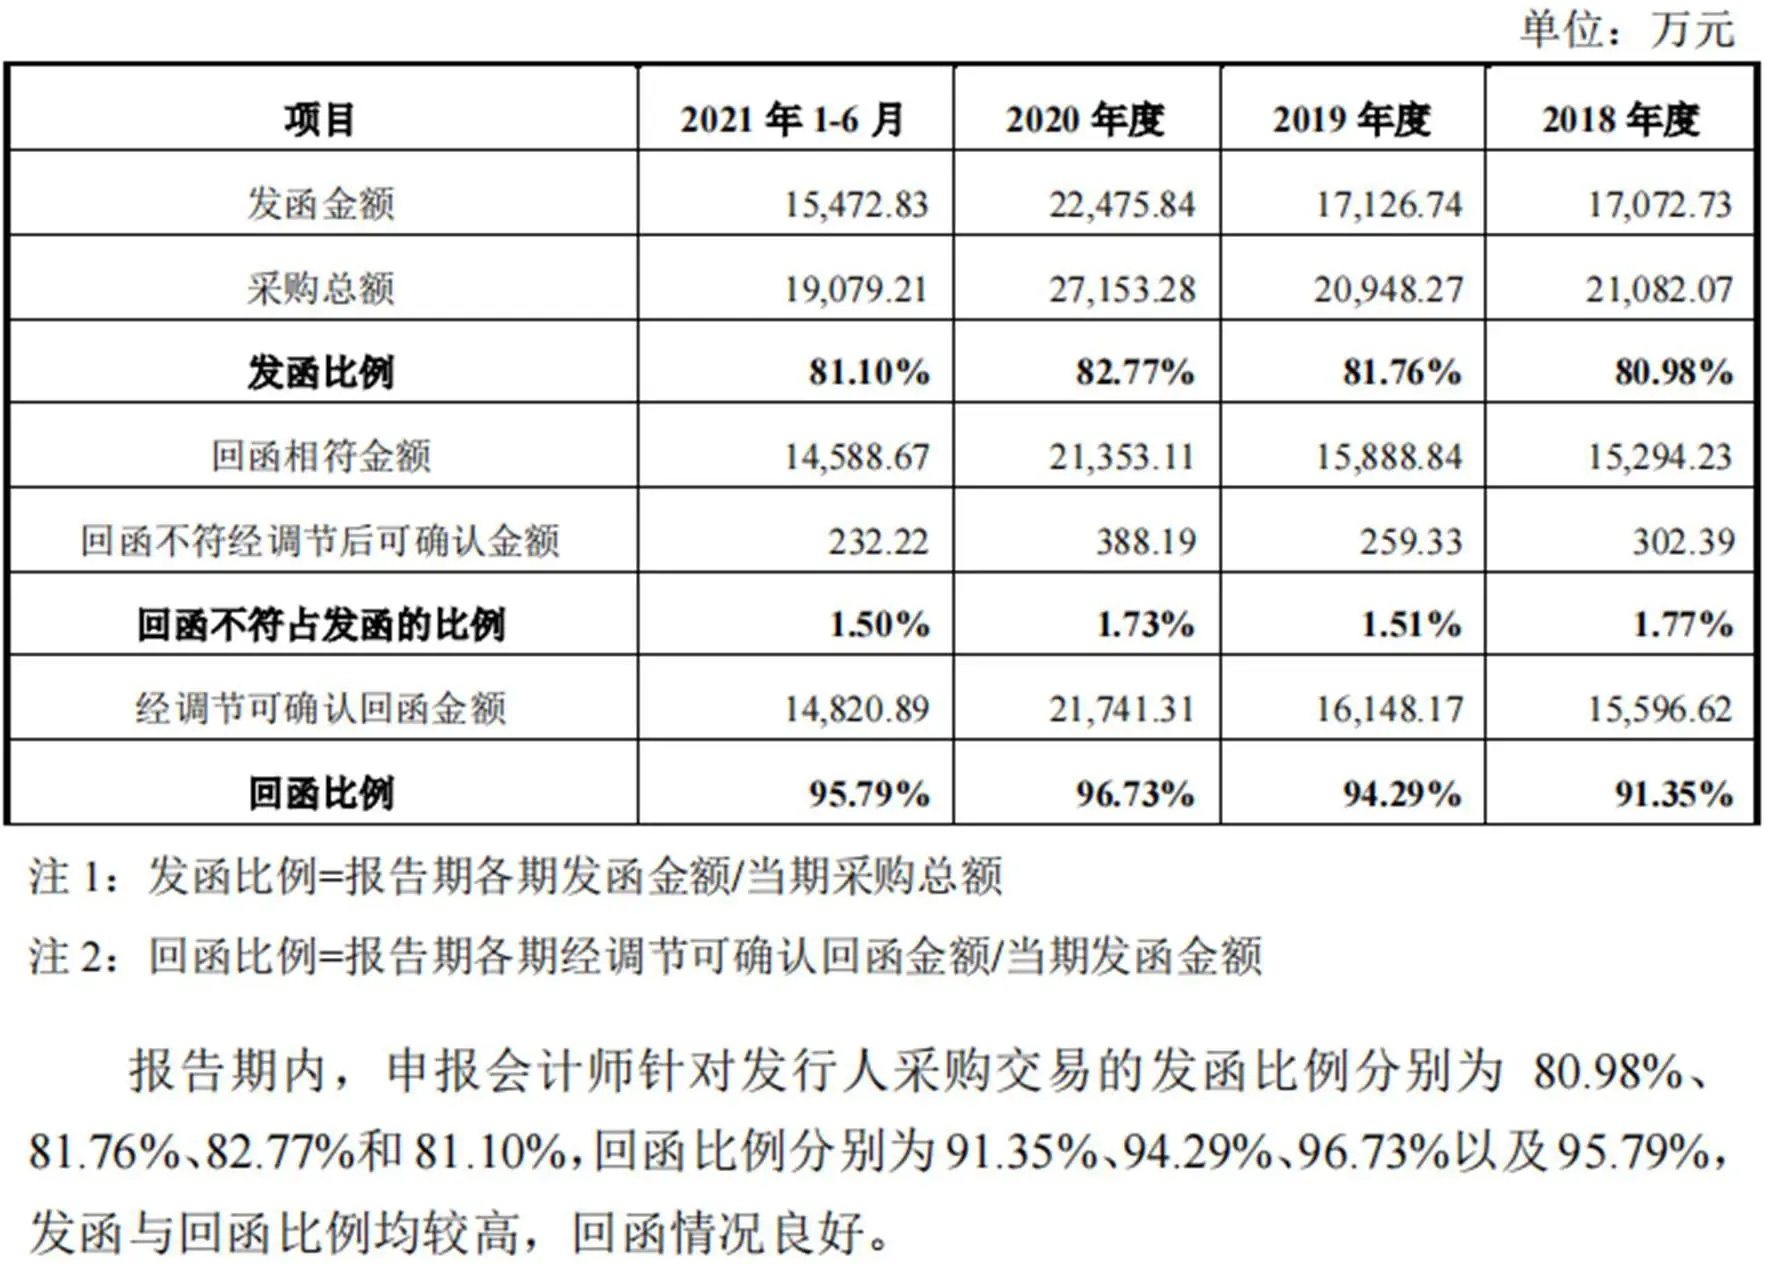 单位：万元
项目 2021 年 1-6 月 2020 年度 2019 年度 2018 年度
发函金额 15,472.83 22,475.84 17,126.74 17,072.73
采购总额 19,079.21 27,153.28 20,948.27 21,082.07
发函比例 81.10% 82.77% 81.76% 80.98%
回函相符金额 14,588.67 21,353.11 15,888.84 15,294.23
回函不符经调节后可确认金额 232.22 388.19 259.33 302.39
回函不符占发函的比例 1.50% 1.73% 1.51% 1.77%
经调节可确认回函金额 14,820.89 21,741.31 16,148.17 15,596.62
回函比例 95.79% 96.73% 94.29% 91.35%
注 1：发函比例=报告期各期发函金额/当期采购总额
注 2：回函比例=报告期各期经调节可确认回函金额/当期发函金额
报告期内，申报会计师针对发行人采购交易的发函比例分别为 80.98%、
81.76%、82.77%和 81.10%，回函比例分别为 91.35%、94.29%、96.73%以及 95.79%，
发函与回函比例均较高，回函情况良好。